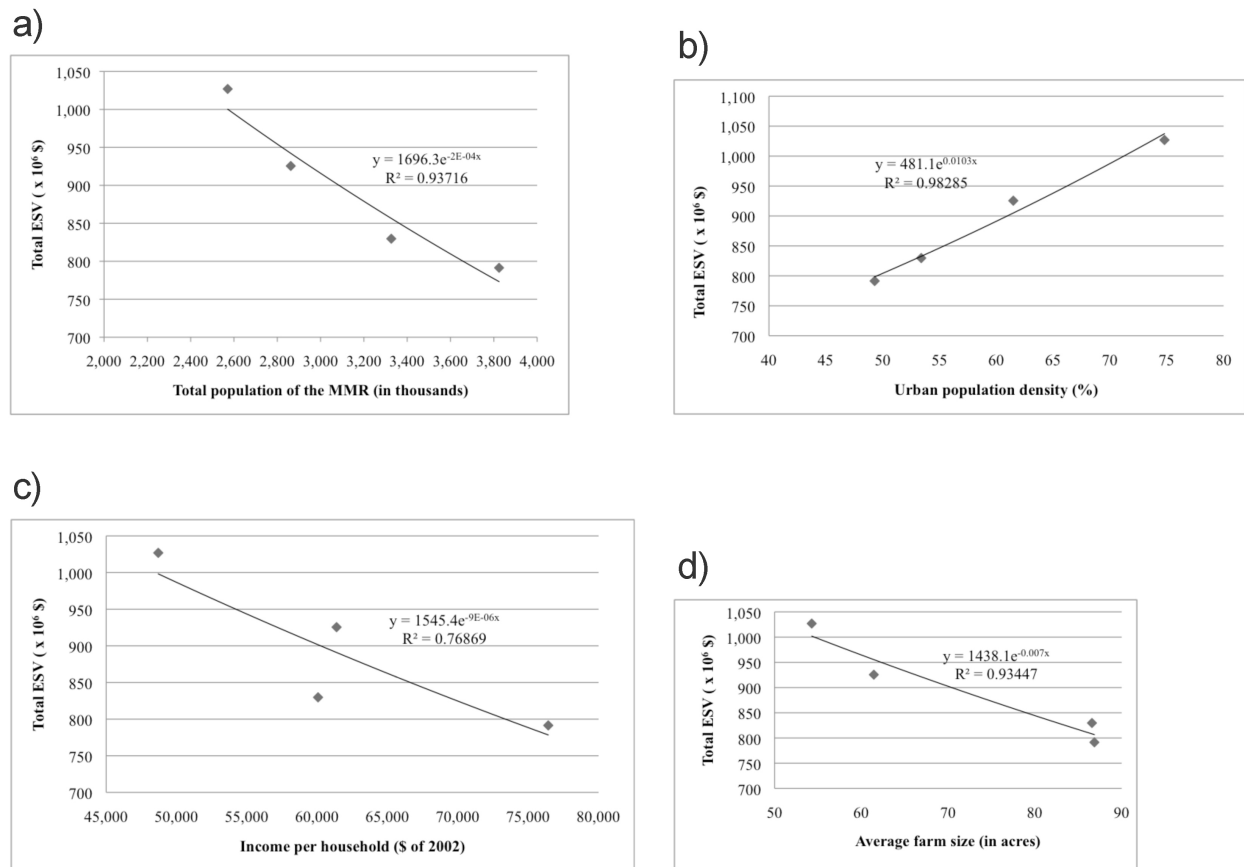 a)
1,050
1,000
950
900
850
800
750
700
Total ESV ( x 10⁶ $)
y = 1696.3e⁻²ᴱ⁻⁰⁴ˣ
R² = 0.93716
2,000 2,200 2,400 2,600 2,800 3,000 3,200 3,400 3,600 3,800 4,000
Total population of the MMR (in thousands)
b)
1,100
1,050
1,000
950
900
850
800
750
700
Total ESV ( x 10⁶ $)
y = 481.1e⁰·⁰¹⁰³ˣ
R² = 0.98285
40 45 50 55 60 65 70 75 80
Urban population density (%)
c)
1,050
1,000
950
900
850
800
750
700
Total ESV ( x 10⁶ $)
y = 1545.4e⁻⁹ᴱ⁻⁰⁶ˣ
R² = 0.76869
45,000 50,000 55,000 60,000 65,000 70,000 75,000 80,000
Income per household ($ of 2002)
d)
1,050
1,000
950
900
850
800
750
700
Total ESV ( x 10⁶ $)
y = 1438.1e⁻⁰·⁰⁰⁷ˣ
R² = 0.93447
50 60 70 80 90
Average farm size (in acres)